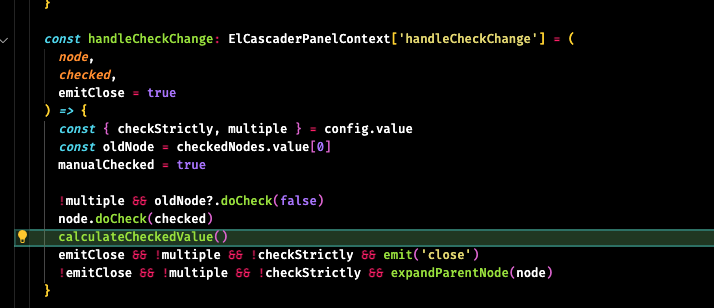 }
const handleCheckChange: ElCascaderPanelContext['handleCheckChange'] = (
node,
checked,
emitClose = true
) => {
const { checkStrictly, multiple } = config.value
const oldNode = checkedNodes.value[0]
manualChecked = true
!multiple && oldNode?.doCheck(false)
node.doCheck(checked)
calculateCheckedValue()
emitClose && !multiple && !checkStrictly && emit('close')
!emitClose && !multiple && !checkStrictly && expandParentNode(node)
}